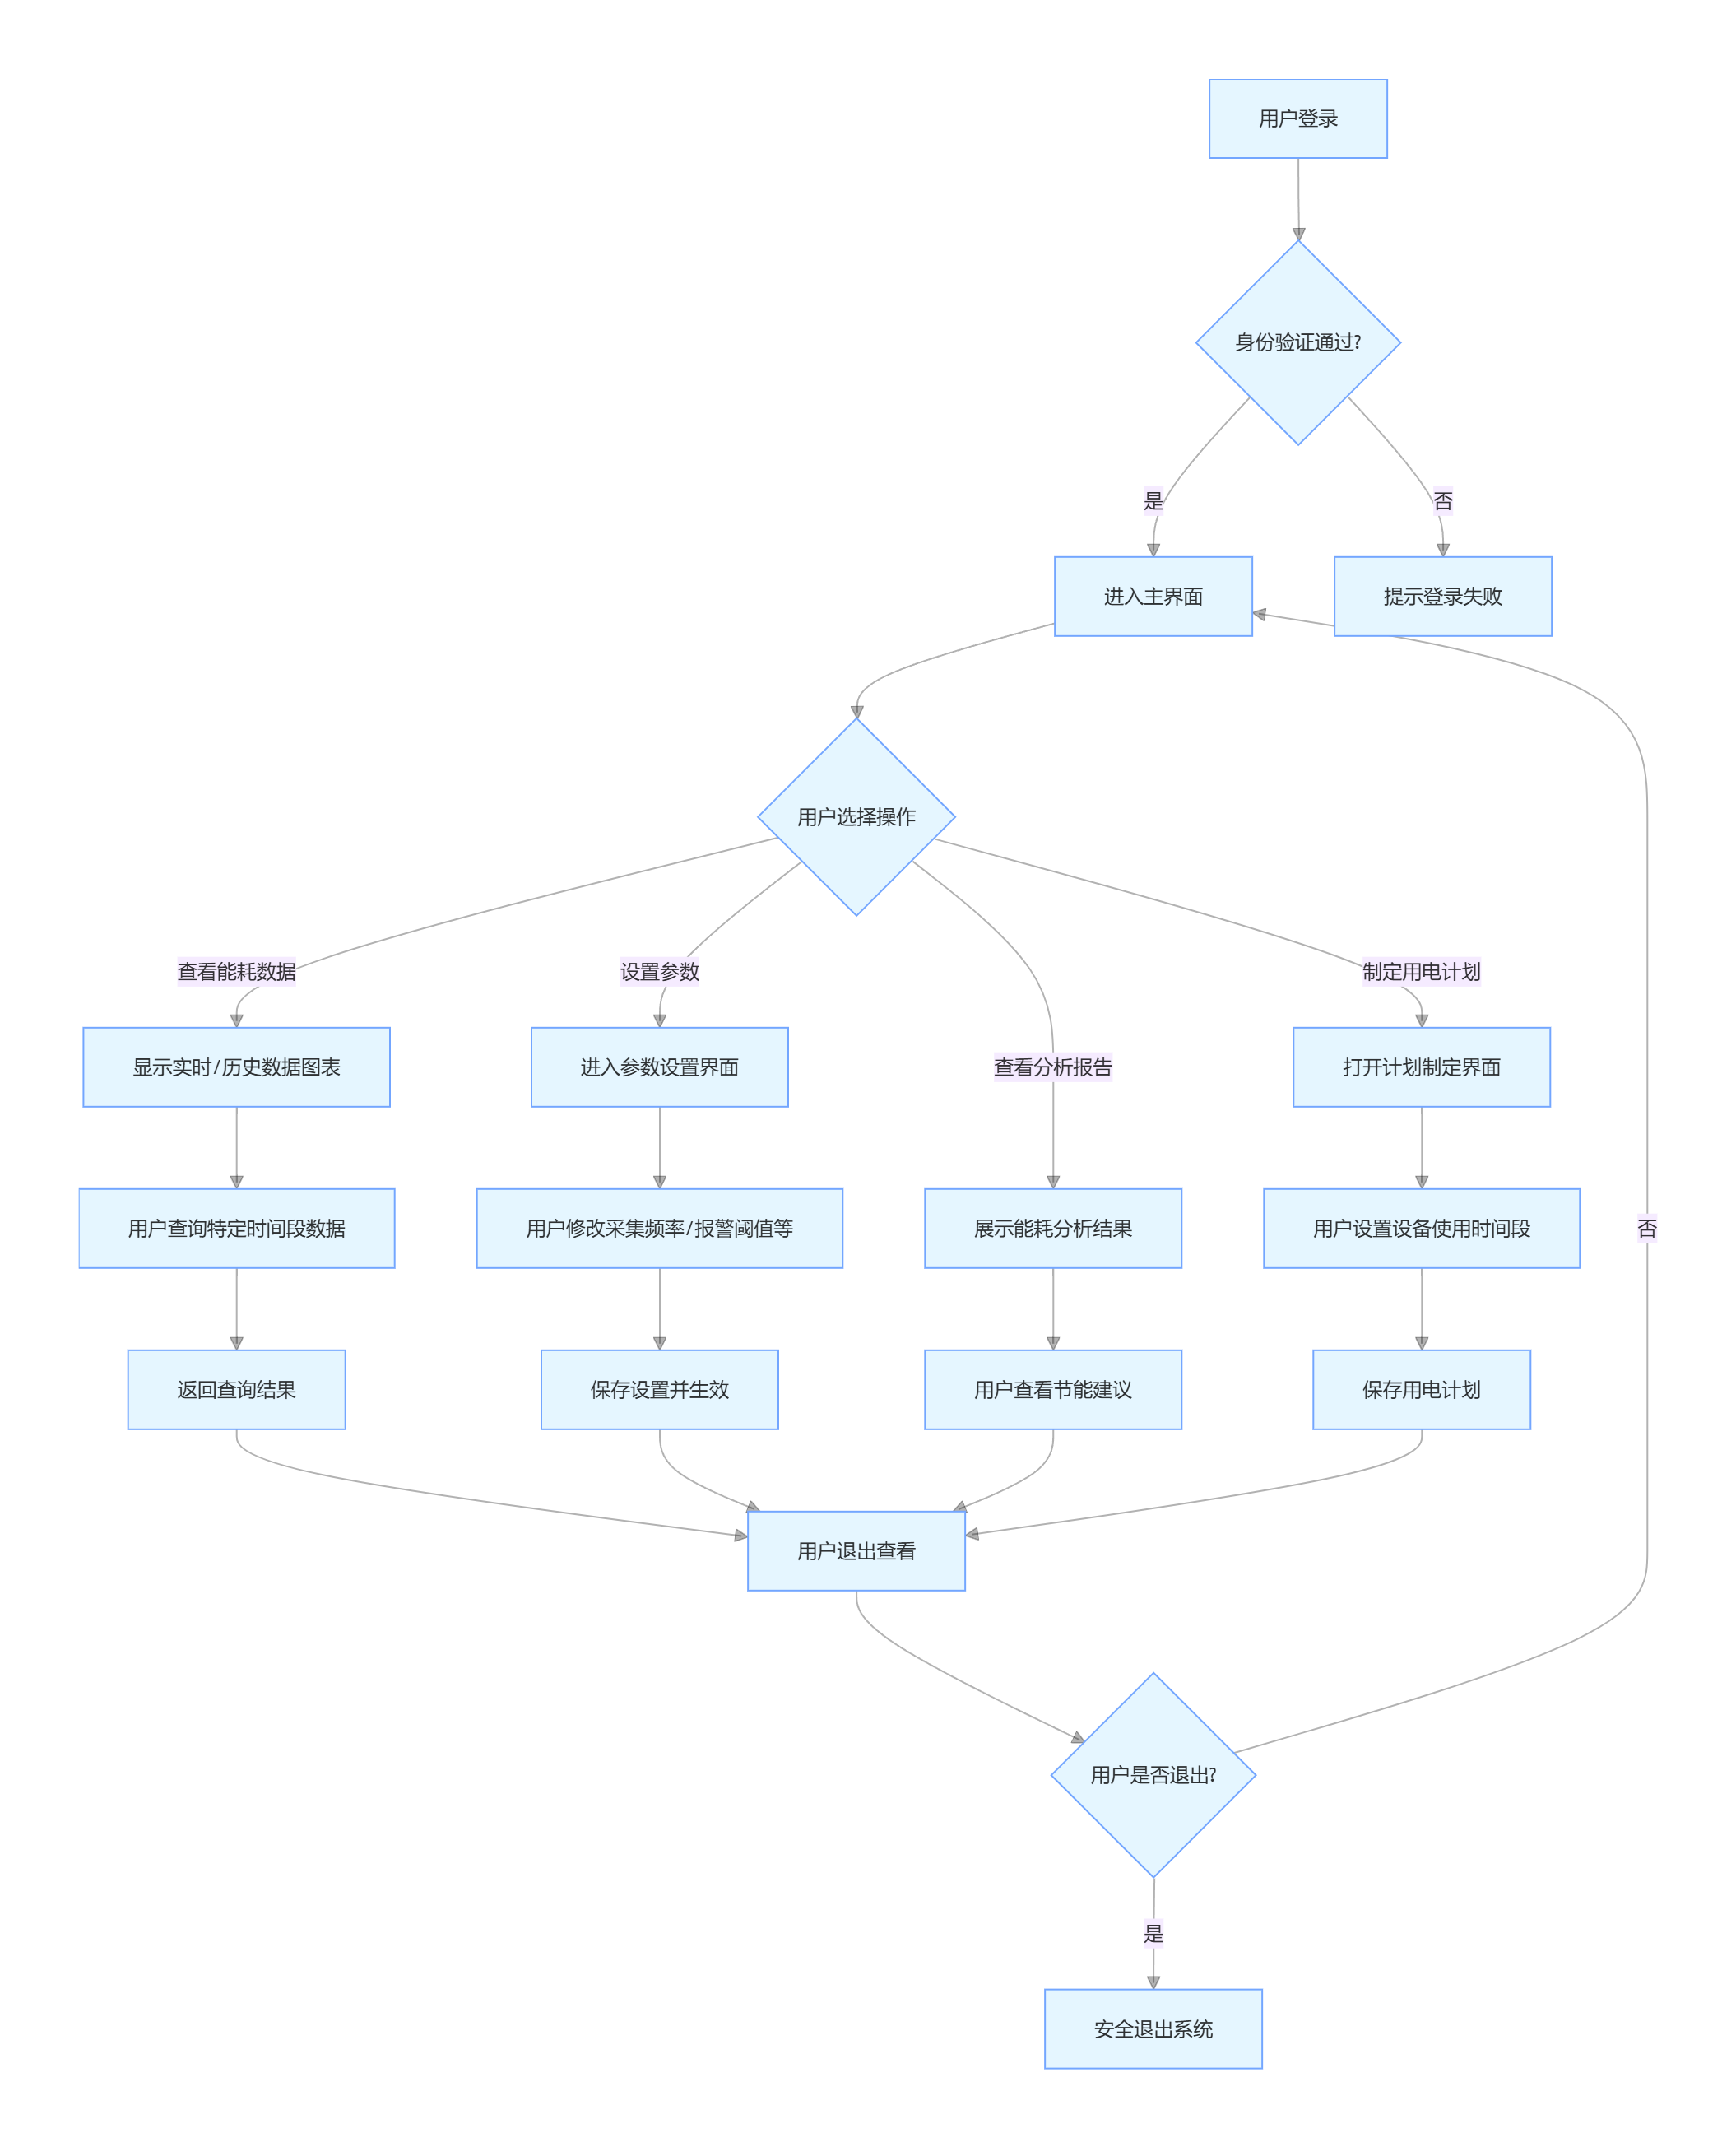 用户登录
身份验证通过?
是
否
进入主界面
提示登录失败
用户选择操作
查看能耗数据
设置参数
制定用电计划
显示实时/历史数据图表
进入参数设置界面
查看分析报告
打开计划制定界面
用户查询特定时间段数据
用户修改采集频率/报警阈值等
展示能耗分析结果
用户设置设备使用时间段
否
返回查询结果
保存设置并生效
用户查看节能建议
保存用电计划
用户退出查看
用户是否退出?
是
安全退出系统